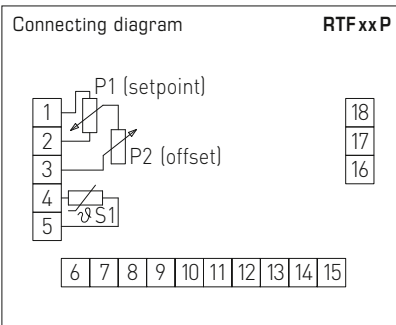 Connecting diagram RTFxxP
P1 (setpoint)
1 18
2 17
P2 (offset)
3 16
4
ϑ S1
5
6 7 8 9 10 11 12 13 14 15